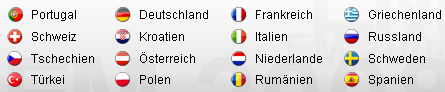 Portugal Deutschland Frankreich Griechenland
Schweiz Kroatien Italien Russland
Tschechien Österreich Niederlande Schweden
Türkei Polen Rumänien Spanien